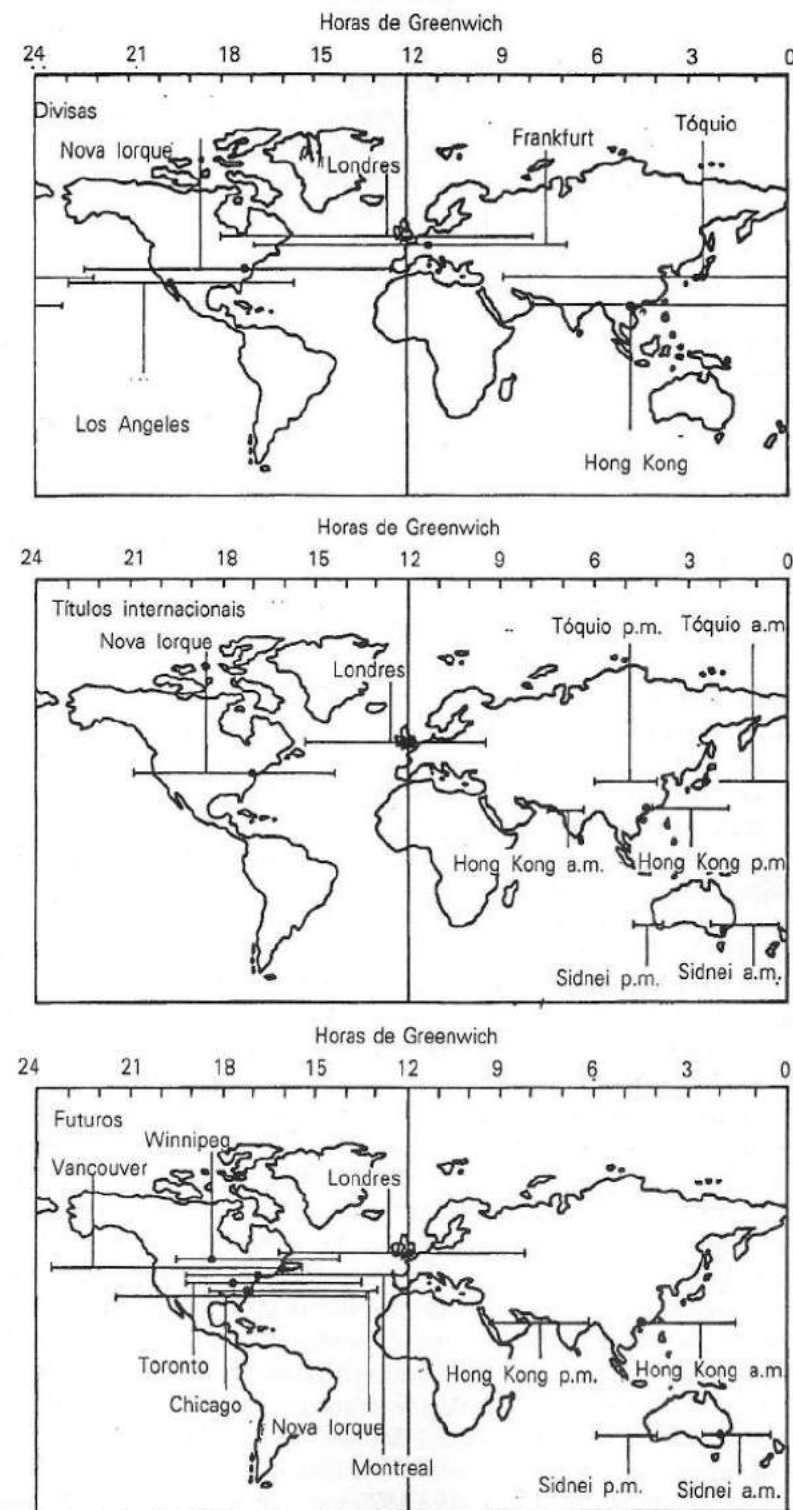 Horas de Greenwich
24 21 18 15 12 9 6 3 0
Divisas
Nova Iorque
Londres
Frankfurt
Tóquio
Los Angeles
Hong Kong
Horas de Greenwich
24 21 18 15 12 9 6 3 0
Títulos internacionais
Nova Iorque
Londres
Tóquio p.m. Tóquio a.m.
Hong Kong a.m. Hong Kong p.m
Sidnei p.m. Sidnei a.m.
Horas de Greenwich
24 21 18 15 12 9 6 3 0
Futuros
Winnipeg
Vancouver
Londres
Toronto
Chicago
Nova Iorque
Montreal
Hong Kong p.m. Hong Kong a.m.
Sidnei p.m. Sidnei a.m.